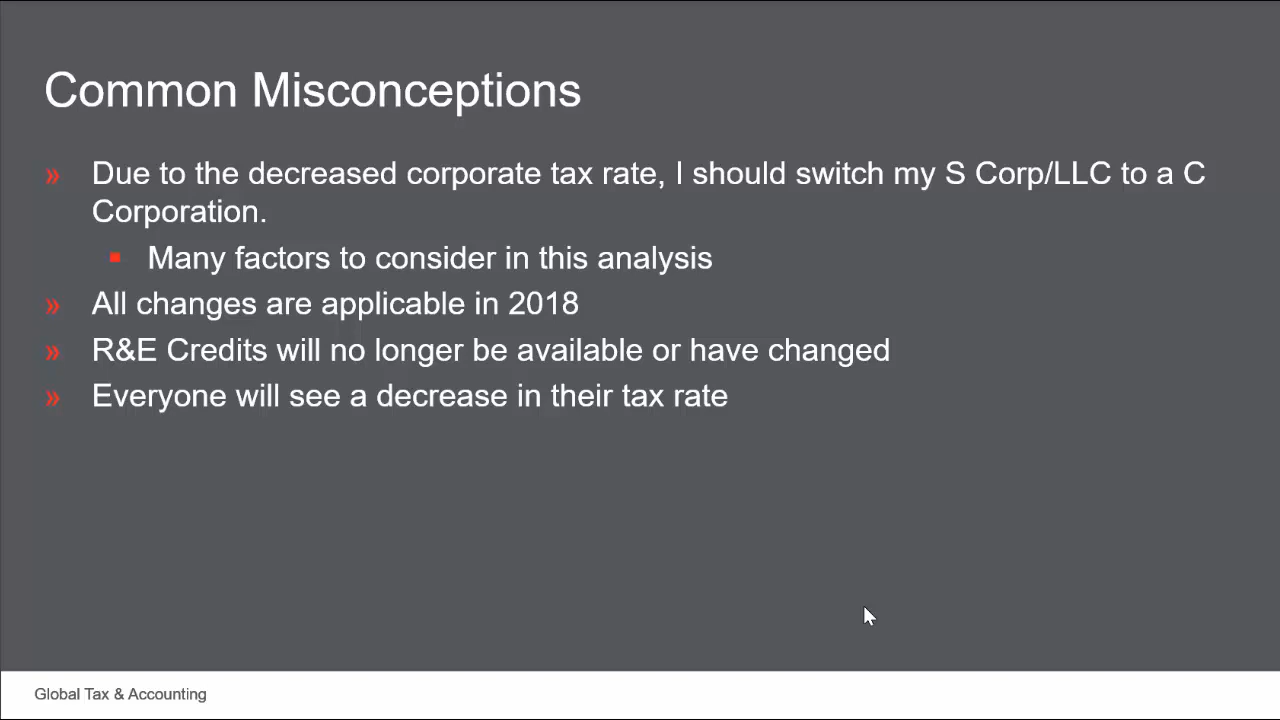 Common Misconceptions
» Due to the decreased corporate tax rate, I should switch my S Corp/LLC to a C
Corporation.
▪ Many factors to consider in this analysis
» All changes are applicable in 2018
» R&E Credits will no longer be available or have changed
» Everyone will see a decrease in their tax rate
Global Tax & Accounting